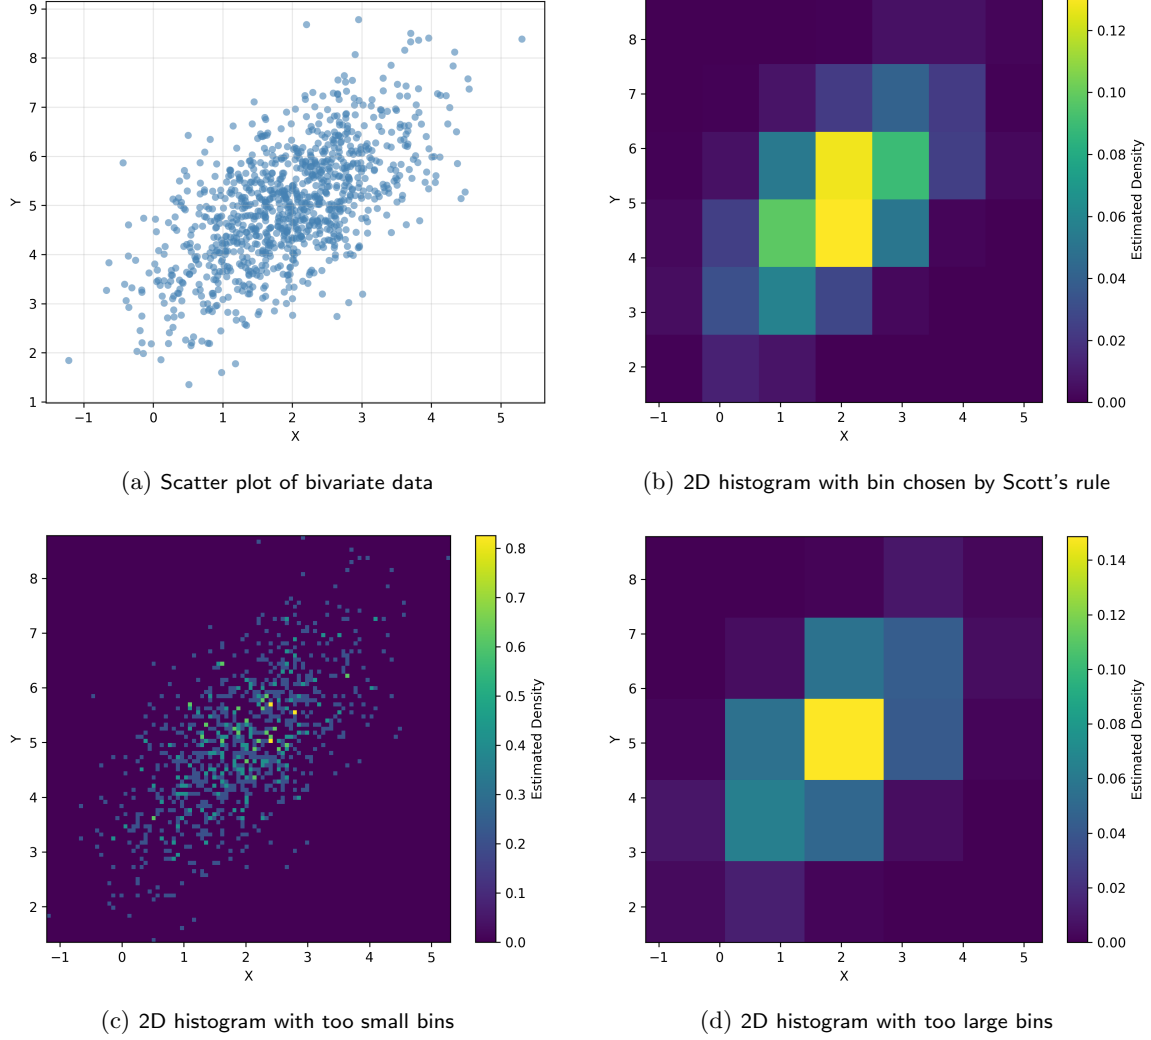 9
8
7
6
5
4
3
2
1
Y
−1 0 1 2 3 4 5
X
(a) Scatter plot of bivariate data
8
7
6
5
4
3
2
Y
−1 0 1 2 3 4 5
X
0.12
0.10
0.08
0.06
0.04
0.02
0.00
Estimated Density
(b) 2D histogram with bin chosen by Scott's rule
8
7
6
5
4
3
2
Y
−1 0 1 2 3 4 5
X
0.8
0.7
0.6
0.5
0.4
0.3
0.2
0.1
0.0
Estimated Density
(c) 2D histogram with too small bins
8
7
6
5
4
3
2
Y
−1 0 1 2 3 4 5
X
0.14
0.12
0.10
0.08
0.06
0.04
0.02
0.00
Estimated Density
(d) 2D histogram with too large bins